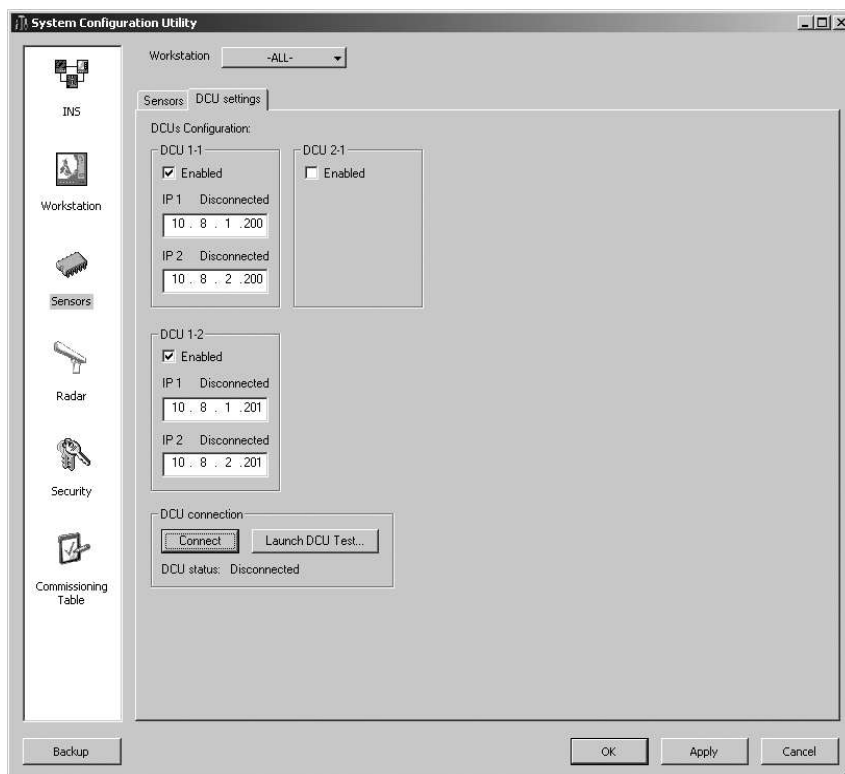 System Configuration Utility
Workstation -ALL-
INS
Workstation
Sensors
Radar
Security
Commissioning
Table
Sensors DCU settings
DCUs Configuration:
DCU 1-1
Enabled
IP 1 Disconnected
10 . 8 . 1 .200
IP 2 Disconnected
10 . 8 . 2 .200
DCU 2-1
Enabled
DCU 1-2
Enabled
IP 1 Disconnected
10 . 8 . 1 .201
IP 2 Disconnected
10 . 8 . 2 .201
DCU connection
Connect Launch DCU Test...
DCU status: Disconnected
Backup OK Apply Cancel